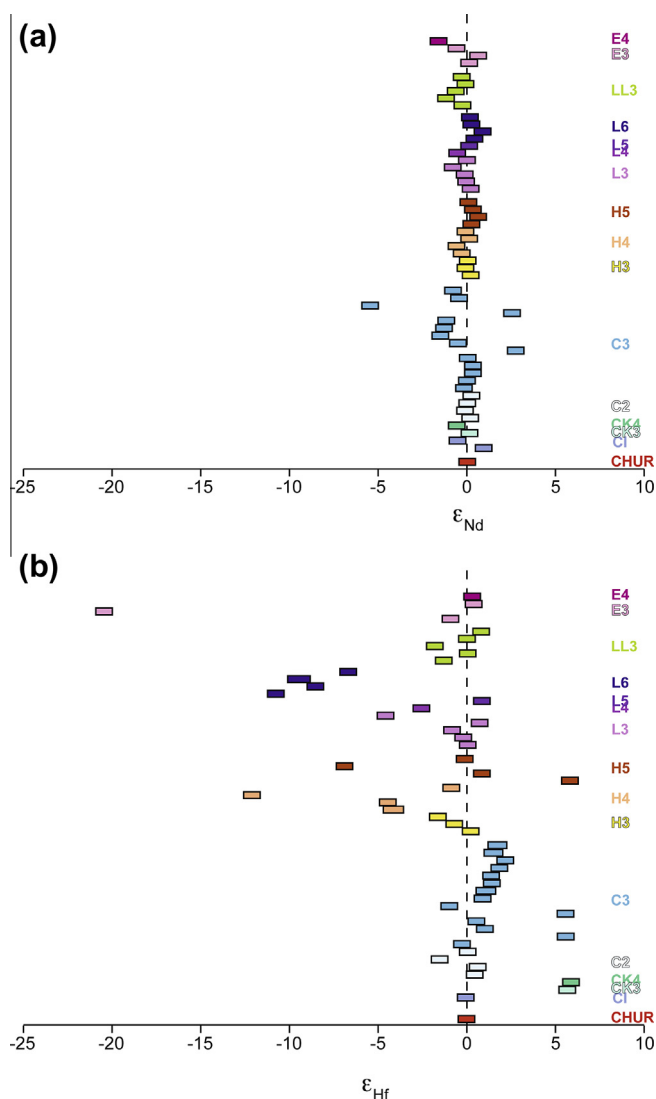 (a)
E4
E3
LL3
L6
L5
L4
L3
H5
H4
H3
C3
C2
CK4
CK3
CI
CHUR
-25 -20 -15 -10 -5 0 5 10
εNd
(b)
E4
E3
LL3
L6
L5
L4
L3
H5
H4
H3
C3
C2
CK4
CK3
CI
CHUR
-25 -20 -15 -10 -5 0 5 10
εHf